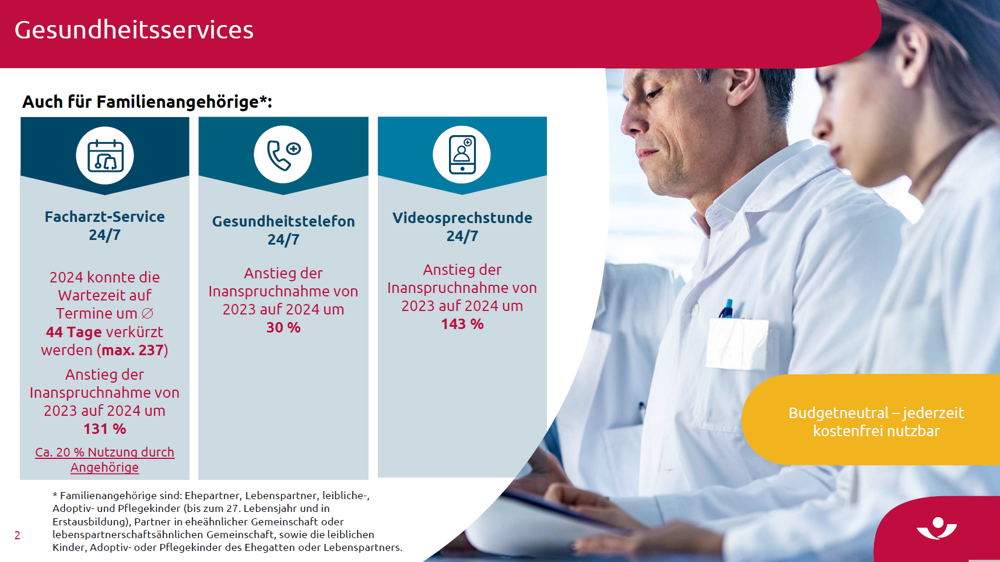 Gesundheitsservices
Auch für Familienangehörige*:
Facharzt-Service
24/7
2024 konnte die
Wartezeit auf
Termine um ∅
44 Tage verkürzt
werden (max. 237)
Anstieg der
Inanspruchnahme von
2023 auf 2024 um
131 %
Ca. 20 % Nutzung durch
Angehörige
Gesundheitstelefon
24/7
Anstieg der
Inanspruchnahme von
2023 auf 2024 um
30 %
Videosprechstunde
24/7
Anstieg der
Inanspruchnahme von
2023 auf 2024 um
143 %
Budgetneutral – jederzeit
kostenfrei nutzbar
* Familienangehörige sind: Ehepartner, Lebenspartner, leibliche-,
Adoptiv- und Pflegekinder (bis zum 27. Lebensjahr und in
Erstausbildung), Partner in eheähnlicher Gemeinschaft oder
lebenspartnerschaftsähnlichen Gemeinschaft, sowie die leiblichen
Kinder, Adoptiv- oder Pflegekinder des Ehegatten oder Lebenspartners.
2